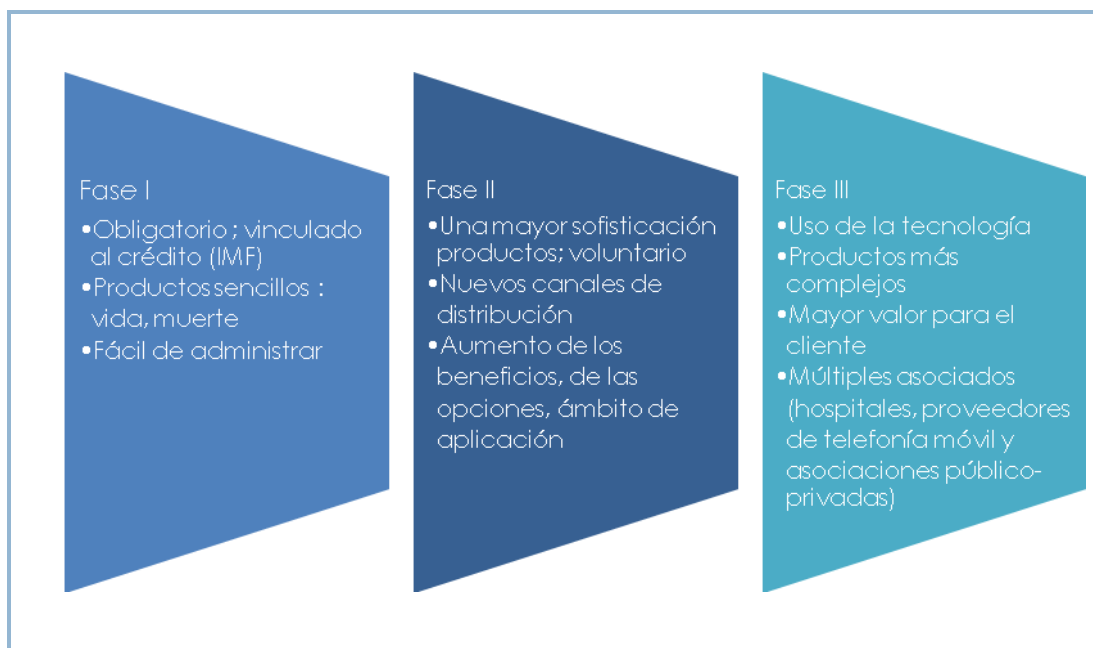 Fase I
•Obligatorio ; vinculado
al crédito (IMF)
•Productos sencillos :
vida, muerte
•Fácil de administrar
Fase II
•Una mayor sofisticación
productos; voluntario
•Nuevos canales de
distribución
•Aumento de los
beneficios, de las
opciones, ámbito de
aplicación
Fase III
•Uso de la tecnología
•Productos más
complejos
•Mayor valor para el
cliente
•Múltiples asociados
(hospitales, proveedores
de telefonía móvil y
asociaciones público-
privadas)